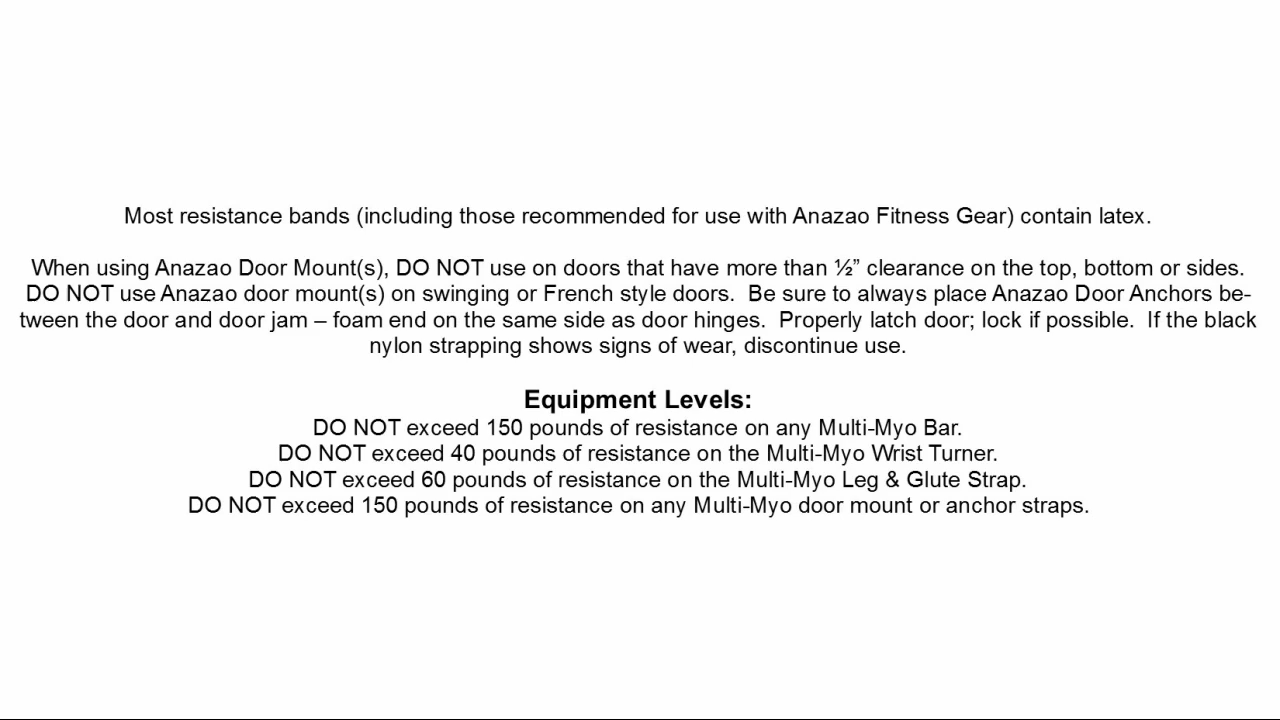 Most resistance bands (including those recommended for use with Anazao Fitness Gear) contain latex.
When using Anazao Door Mount(s), DO NOT use on doors that have more than ½” clearance on the top, bottom or sides.
DO NOT use Anazao door mount(s) on swinging or French style doors.  Be sure to always place Anazao Door Anchors be-
tween the door and door jam – foam end on the same side as door hinges.  Properly latch door; lock if possible.  If the black
nylon strapping shows signs of wear, discontinue use.
Equipment Levels:
DO NOT exceed 150 pounds of resistance on any Multi-Myo Bar.
DO NOT exceed 40 pounds of resistance on the Multi-Myo Wrist Turner.
DO NOT exceed 60 pounds of resistance on the Multi-Myo Leg & Glute Strap.
DO NOT exceed 150 pounds of resistance on any Multi-Myo door mount or anchor straps.